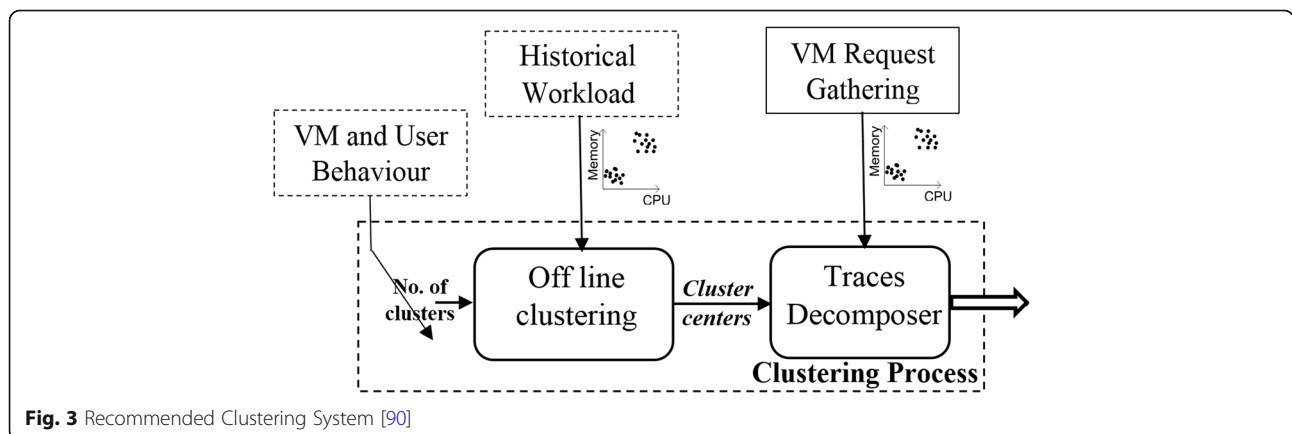 Historical
Workload
VM Request
Gathering
VM and User
Behaviour
Memory
CPU
Memory
CPU
No. of
clusters
Off line
clustering
Cluster
centers
Traces
Decomposer
Clustering Process
Fig. 3 Recommended Clustering System [90]